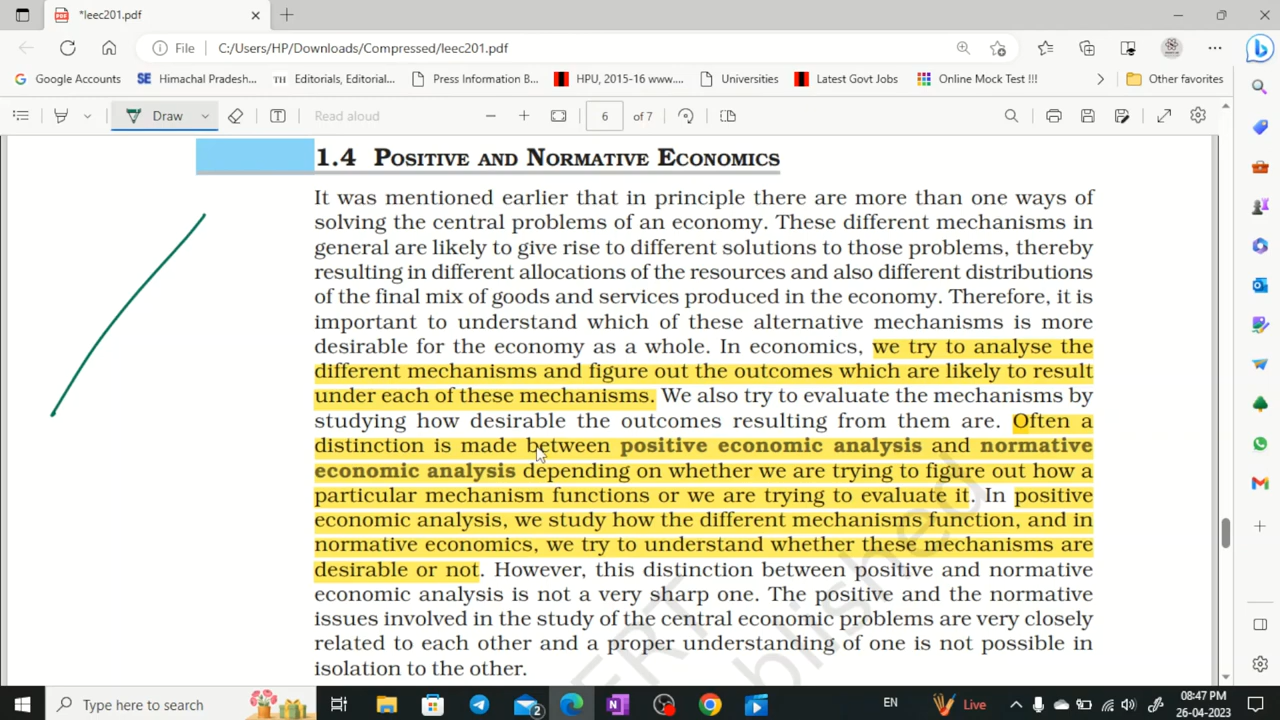 *leec201.pdf
File C:/Users/HP/Downloads/Compressed/leec201.pdf
Google Accounts SE Himachal Pradesh... TH Editorials, Editorial... Press Information B... HPU, 2015-16 www.... Universities Latest Govt Jobs Online Mock Test !!! Other favorites
Draw Read aloud 6 of 7
1.4 POSITIVE AND NORMATIVE ECONOMICS
It was mentioned earlier that in principle there are more than one ways of
solving the central problems of an economy. These different mechanisms in
general are likely to give rise to different solutions to those problems, thereby
resulting in different allocations of the resources and also different distributions
of the final mix of goods and services produced in the economy. Therefore, it is
important to understand which of these alternative mechanisms is more
desirable for the economy as a whole. In economics, we try to analyse the
different mechanisms and figure out the outcomes which are likely to result
under each of these mechanisms. We also try to evaluate the mechanisms by
studying how desirable the outcomes resulting from them are. Often a
distinction is made between positive economic analysis and normative
economic analysis depending on whether we are trying to figure out how a
particular mechanism functions or we are trying to evaluate it. In positive
economic analysis, we study how the different mechanisms function, and in
normative economics, we try to understand whether these mechanisms are
desirable or not. However, this distinction between positive and normative
economic analysis is not a very sharp one. The positive and the normative
issues involved in the study of the central economic problems are very closely
related to each other and a proper understanding of one is not possible in
isolation to the other.
Type here to search 2 EN Live 08:47 PM
26-04-2023